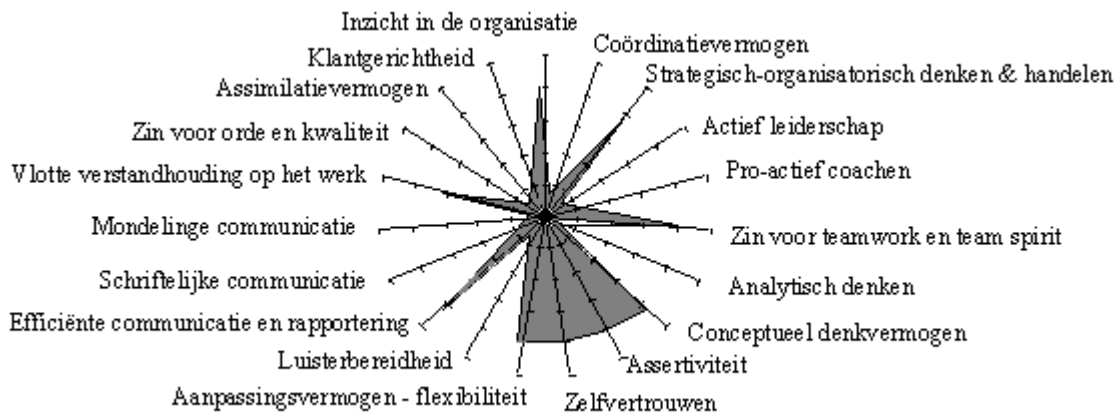 Inzicht in de organisatie
Coördinatievermogen
Strategisch-organisatorisch denken & handelen
Actief leiderschap
Pro-actief coachen
Zin voor teamwork en team spirit
Analytisch denken
Conceptueel denkvermogen
Assertiviteit
Zelfvertrouwen
Aanpassingsvermogen - flexibiliteit
Luisterbereidheid
Efficiënte communicatie en rapportering
Schriftelijke communicatie
Mondelinge communicatie
Vlotte verstandhouding op het werk
Zin voor orde en kwaliteit
Assimilatievermogen
Klantgerichtheid